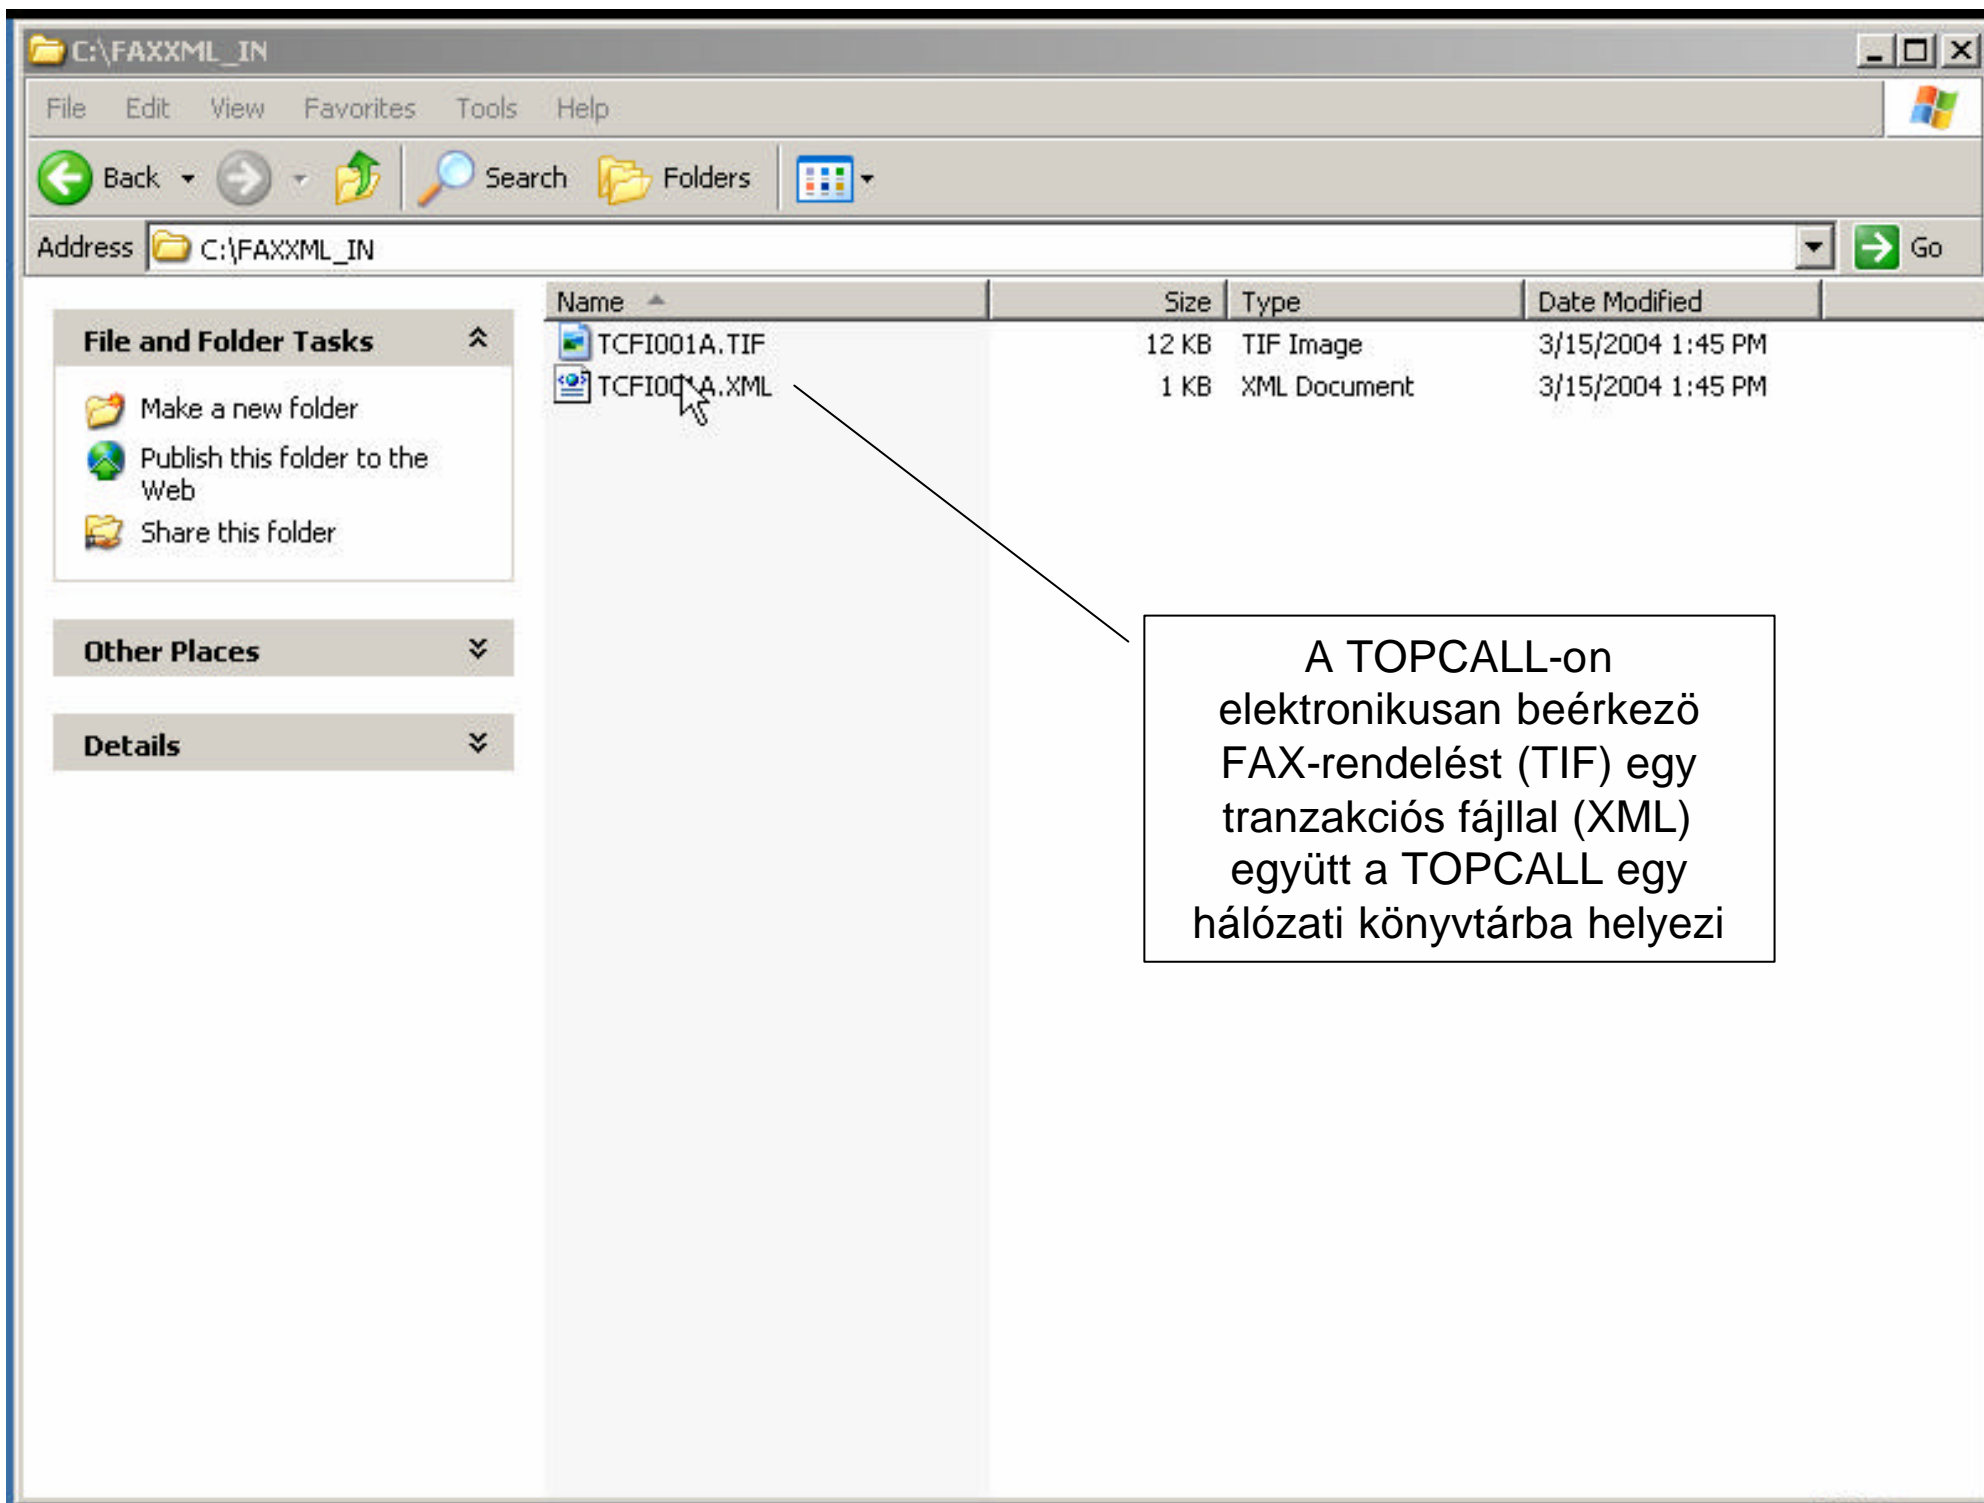 C:\FAXXML_IN
File Edit View Favorites Tools Help
Back Search Folders
Address C:\FAXXML_IN Go
Name Size Type Date Modified
File and Folder Tasks
Make a new folder
Publish this folder to the
Web
Share this folder
Other Places
Details
TCFI001A.TIF 12 KB TIF Image 3/15/2004 1:45 PM
TCFI001A.XML 1 KB XML Document 3/15/2004 1:45 PM
A TOPCALL-on
elektronikusan beérkezö
FAX-rendelést (TIF) egy
tranzakciós fájllal (XML)
együtt a TOPCALL egy
hálózati könyvtárba helyezi